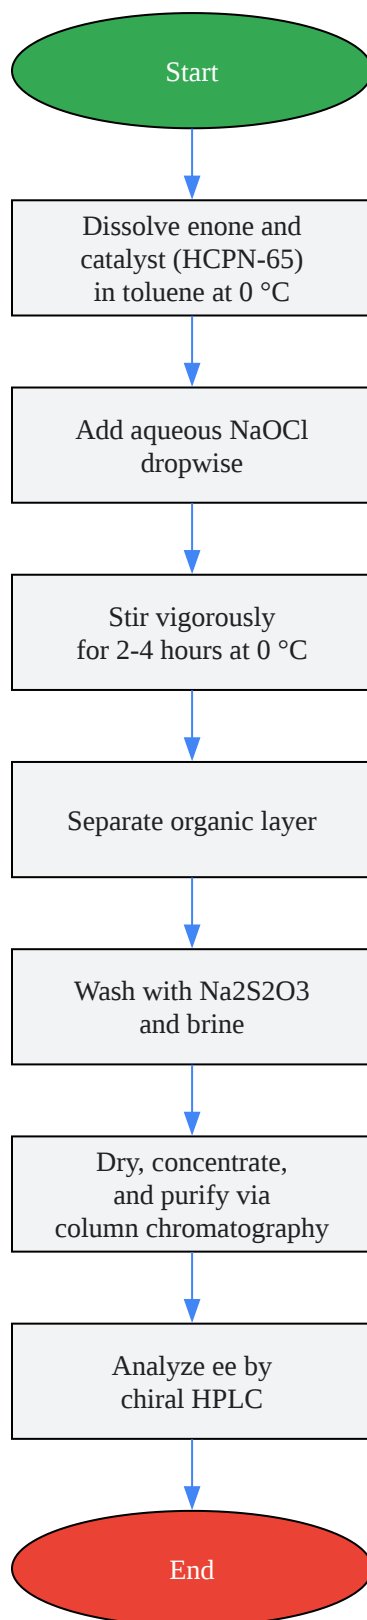 Start
Dissolve enone and
catalyst (HCPN-65)
in toluene at 0 °C
Add aqueous NaOCl
dropwise
Stir vigorously
for 2-4 hours at 0 °C
Separate organic layer
Wash with Na2S2O3
and brine
Dry, concentrate,
and purify via
column chromatography
Analyze ee by
chiral HPLC
End